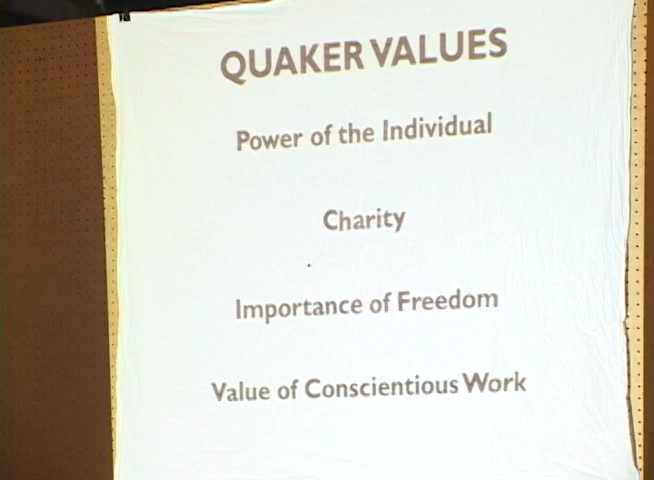 QUAKER VALUES
Power of the Individual
Charity
Importance of Freedom
Value of Conscientious Work